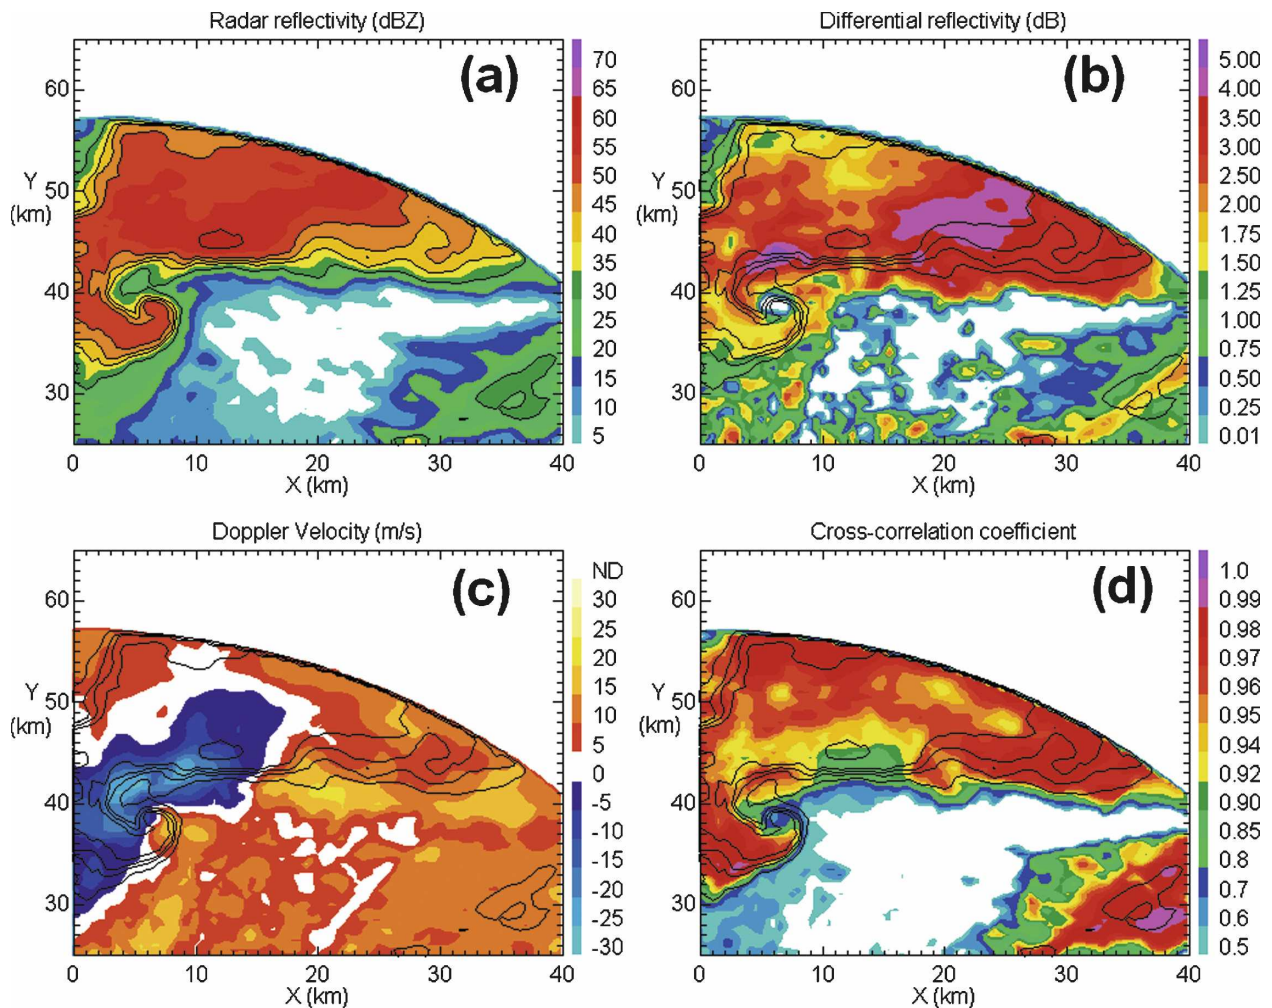 Radar reflectivity (dBZ)
(a)
Y
(km)
60
50
40
30
0 10 20 30 40
X (km)
70
65
60
55
50
45
40
35
30
25
20
15
10
5
Differential reflectivity (dB)
(b)
Y
(km)
60
50
40
30
0 10 20 30 40
X (km)
5.00
4.00
3.50
3.00
2.50
2.00
1.75
1.50
1.25
1.00
0.75
0.50
0.25
0.01
Doppler Velocity (m/s)
(c)
Y
(km)
60
50
40
30
0 10 20 30 40
X (km)
ND
30
25
20
15
10
5
0
-5
-10
-15
-20
-25
-30
Cross-correlation coefficient
(d)
Y
(km)
60
50
40
30
0 10 20 30 40
X (km)
1.0
0.99
0.98
0.97
0.96
0.95
0.94
0.92
0.90
0.85
0.8
0.7
0.6
0.5